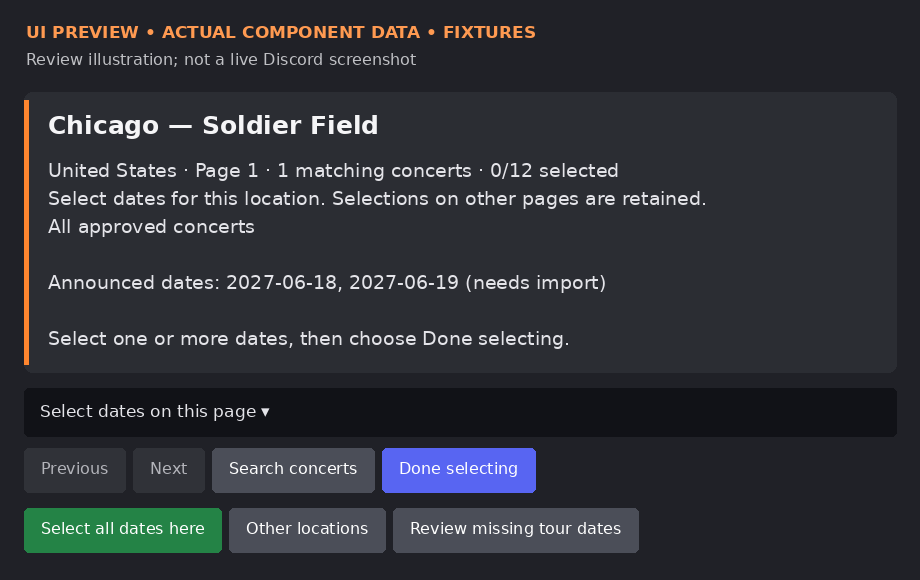 UI PREVIEW • ACTUAL COMPONENT DATA • FIXTURES
Review illustration; not a live Discord screenshot
Chicago — Soldier Field
United States · Page 1 · 1 matching concerts · 0/12 selected
Select dates for this location. Selections on other pages are retained.
All approved concerts
Announced dates: 2027-06-18, 2027-06-19 (needs import)
Select one or more dates, then choose Done selecting.
Select dates on this page ▾
Previous Next Search concerts Done selecting
Select all dates here Other locations Review missing tour dates